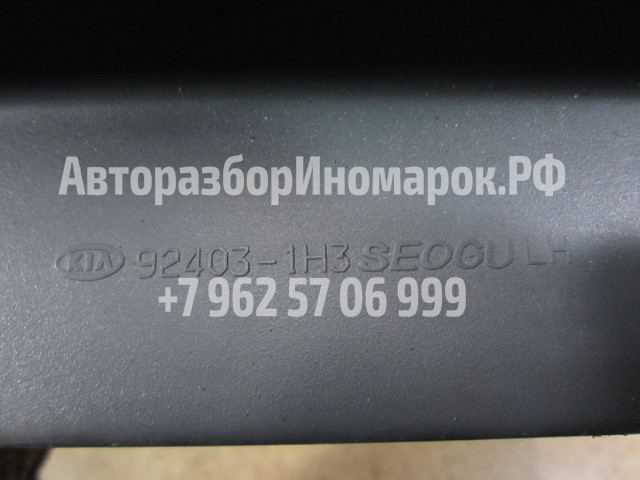 АвторазборИномарок.РФ
KIA 92403-1H3 SEOGU LH
+7 962 57 06 999